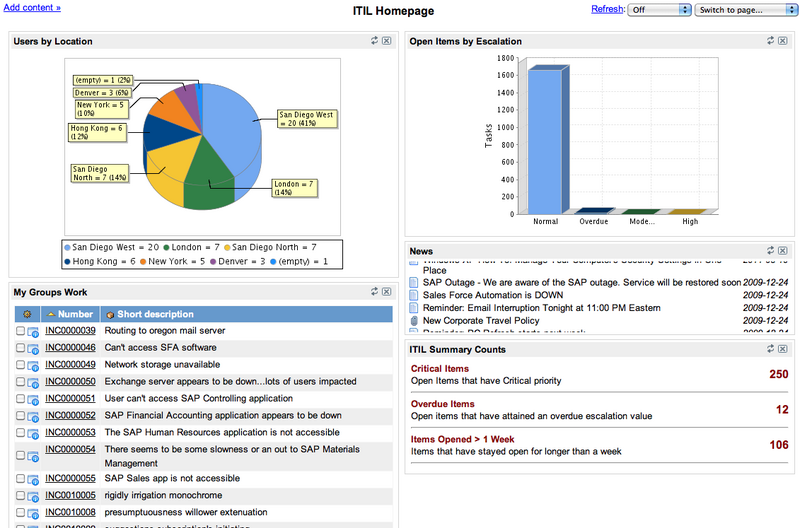 Add content »
ITIL Homepage
Refresh: Off Switch to page...
Users by Location
(empty) = 1 (2%)
Denver = 3 (6%)
New York = 5
(10%)
Hong Kong = 6
(12%)
San Diego
North = 7 (14%)
San Diego West
= 20 (41%)
London = 7
(14%)
San Diego West = 20 London = 7 San Diego North = 7
Hong Kong = 6 New York = 5 Denver = 3 (empty) = 1
My Groups Work
Number Short description
INC0000039 Routing to oregon mail server
INC0000046 Can't access SFA software
INC0000049 Network storage unavailable
INC0000050 Exchange server appears to be down...lots of users impacted
INC0000051 User can't access SAP Controlling application
INC0000052 SAP Financial Accounting application appears to be down
INC0000053 The SAP Human Resources application is not accessible
INC0000054 There seems to be some slowness or an out to SAP Materials
Management
INC0000055 SAP Sales app is not accessible
INC0010005 rigidly irrigation monochrome
INC0010008 presumptuousness willower extenuation
Open Items by Escalation
1800
1600
1400
1200
1000
800
600
400
200
0
Tasks
Normal Overdue Mode... High
News
Place
SAP Outage - We are aware of the SAP outage. Service will be restored soon 2009-12-24
Sales Force Automation is DOWN 2009-12-24
Reminder: Email Interruption Tonight at 11:00 PM Eastern 2009-12-24
New Corporate Travel Policy 2009-12-24
ITIL Summary Counts
Critical Items
Open Items that have Critical priority 250
Overdue Items
Open items that have attained an overdue escalation value 12
Items Opened > 1 Week
Items that have stayed open for longer than a week 106